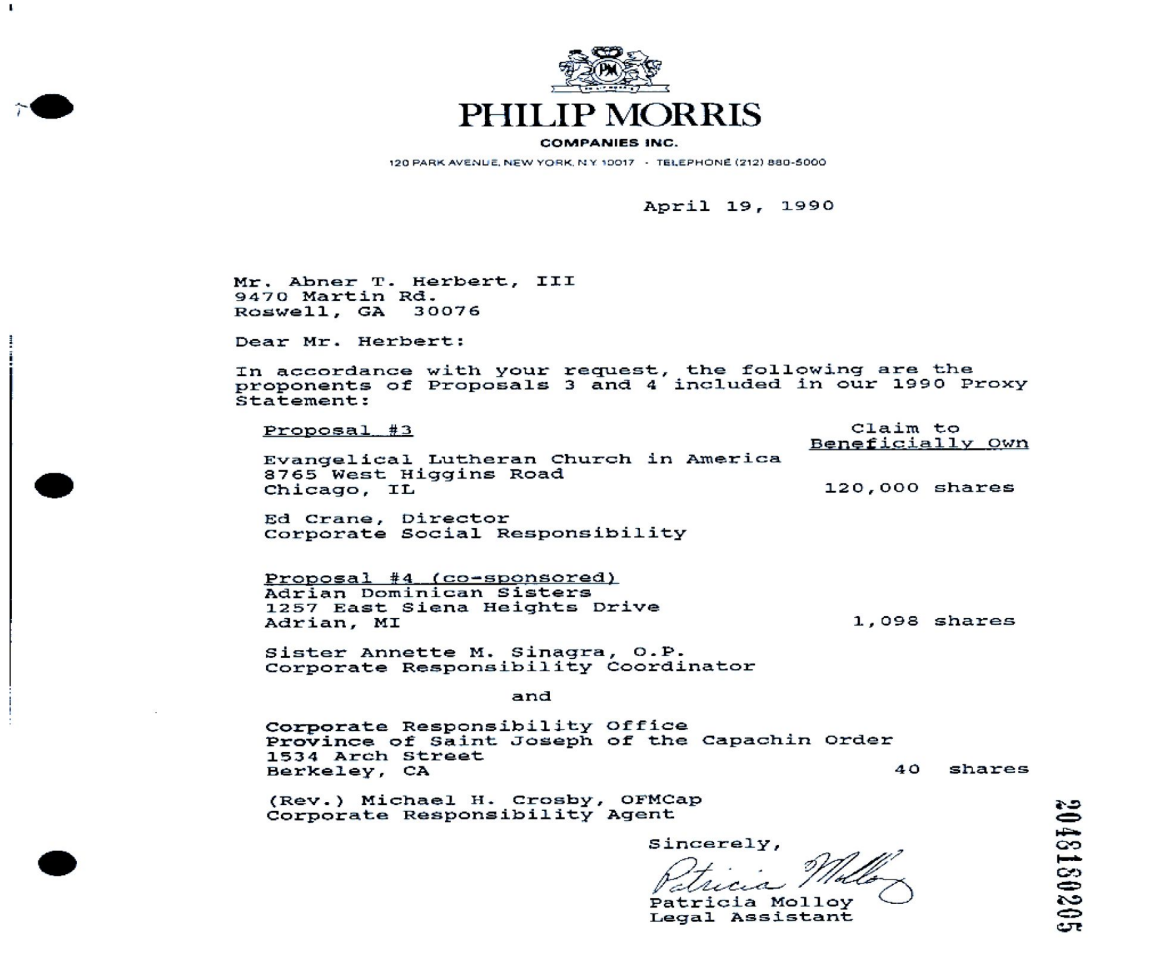 PM
PHILIP MORRIS
COMPANIES INC.
120 PARK AVENUE, NEW YORK, N.Y. 10017 - TELEPHONE (212) 880-5000
April 19, 1990
Mr. Abner T. Herbert, III
9470 Martin Rd.
Roswell, GA 30076
Dear Mr. Herbert:
In accordance with your request, the following are the
proponents of Proposals 3 and 4 included in our 1990 Proxy
Statement:
Proposal #3 Claim to
Beneficially Own
Evangelical Lutheran Church in America
8765 West Higgins Road
Chicago, IL 120,000 shares
Ed Crane, Director
Corporate Social Responsibility
Proposal #4 (co-sponsored)
Adrian Dominican Sisters
1257 East Siena Heights Drive
Adrian, MI 1,098 shares
Sister Annette M. Sinagra, O.P.
Corporate Responsibility Coordinator
and
Corporate Responsibility Office
Province of Saint Joseph of the Capachin Order
1534 Arch Street
Berkeley, CA 40 shares
(Rev.) Michael H. Crosby, OFMCap
Corporate Responsibility Agent
Sincerely,
Patricia Molloy
Patricia Molloy
Legal Assistant
2048180205